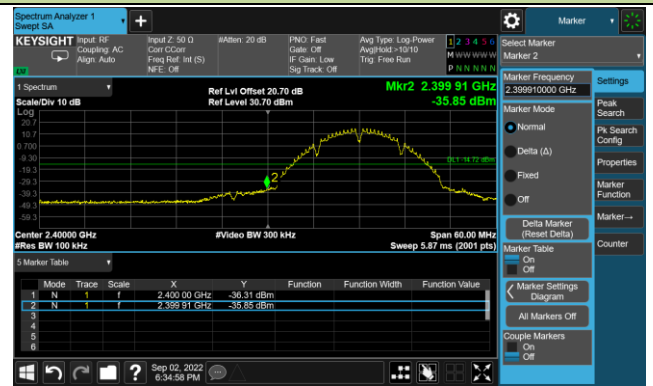 Spectrum Analyzer 1
Swept SA
Marker
KEYSIGHT
Input: RF
Coupling: AC
Align: Auto
Input Z: 50 Ω
Corr CCorr
Freq Ref: Int (S)
NFE: Off
#Atten: 20 dB
PNO: Fast
Gate: Off
IF Gain: Low
Sig Track: Off
Avg Type: Log-Power
Avg|Hold:>10/10
Trig: Free Run
1 2 3 4 5 6
M W W W W W
P N N N N N
1 Spectrum
Scale/Div 10 dB
Ref Lvl Offset 20.70 dB
Ref Level 30.70 dBm
Mkr2 2.399 91 GHz
-35.85 dBm
Log
20.7
10.7
0.700
-9.30
-19.3
-29.3
-39.3
-49.3
-59.3
DL1 -14.72 dBm
2
Center 2.40000 GHz
#Res BW 100 kHz
#Video BW 300 kHz
Span 60.00 MHz
Sweep 5.87 ms (2001 pts)
5 Marker Table
Mode Trace Scale X Y Function Function Width Function Value
1 N 1 f 2.400 00 GHz -36.31 dBm
2 N 1 f 2.399 91 GHz -35.85 dBm
3
4
5
6
Sep 02, 2022
6:34:58 PM
Select Marker
Marker 2
Marker Frequency
2.399910000 GHz
Marker Mode
Normal
Delta (Δ)
Fixed
Off
Delta Marker
(Reset Delta)
Marker Table
On
Off
Marker Settings
Diagram
All Markers Off
Couple Markers
On
Off
Settings
Peak
Search
Pk Search
Config
Properties
Marker
Function
Marker→
Counter